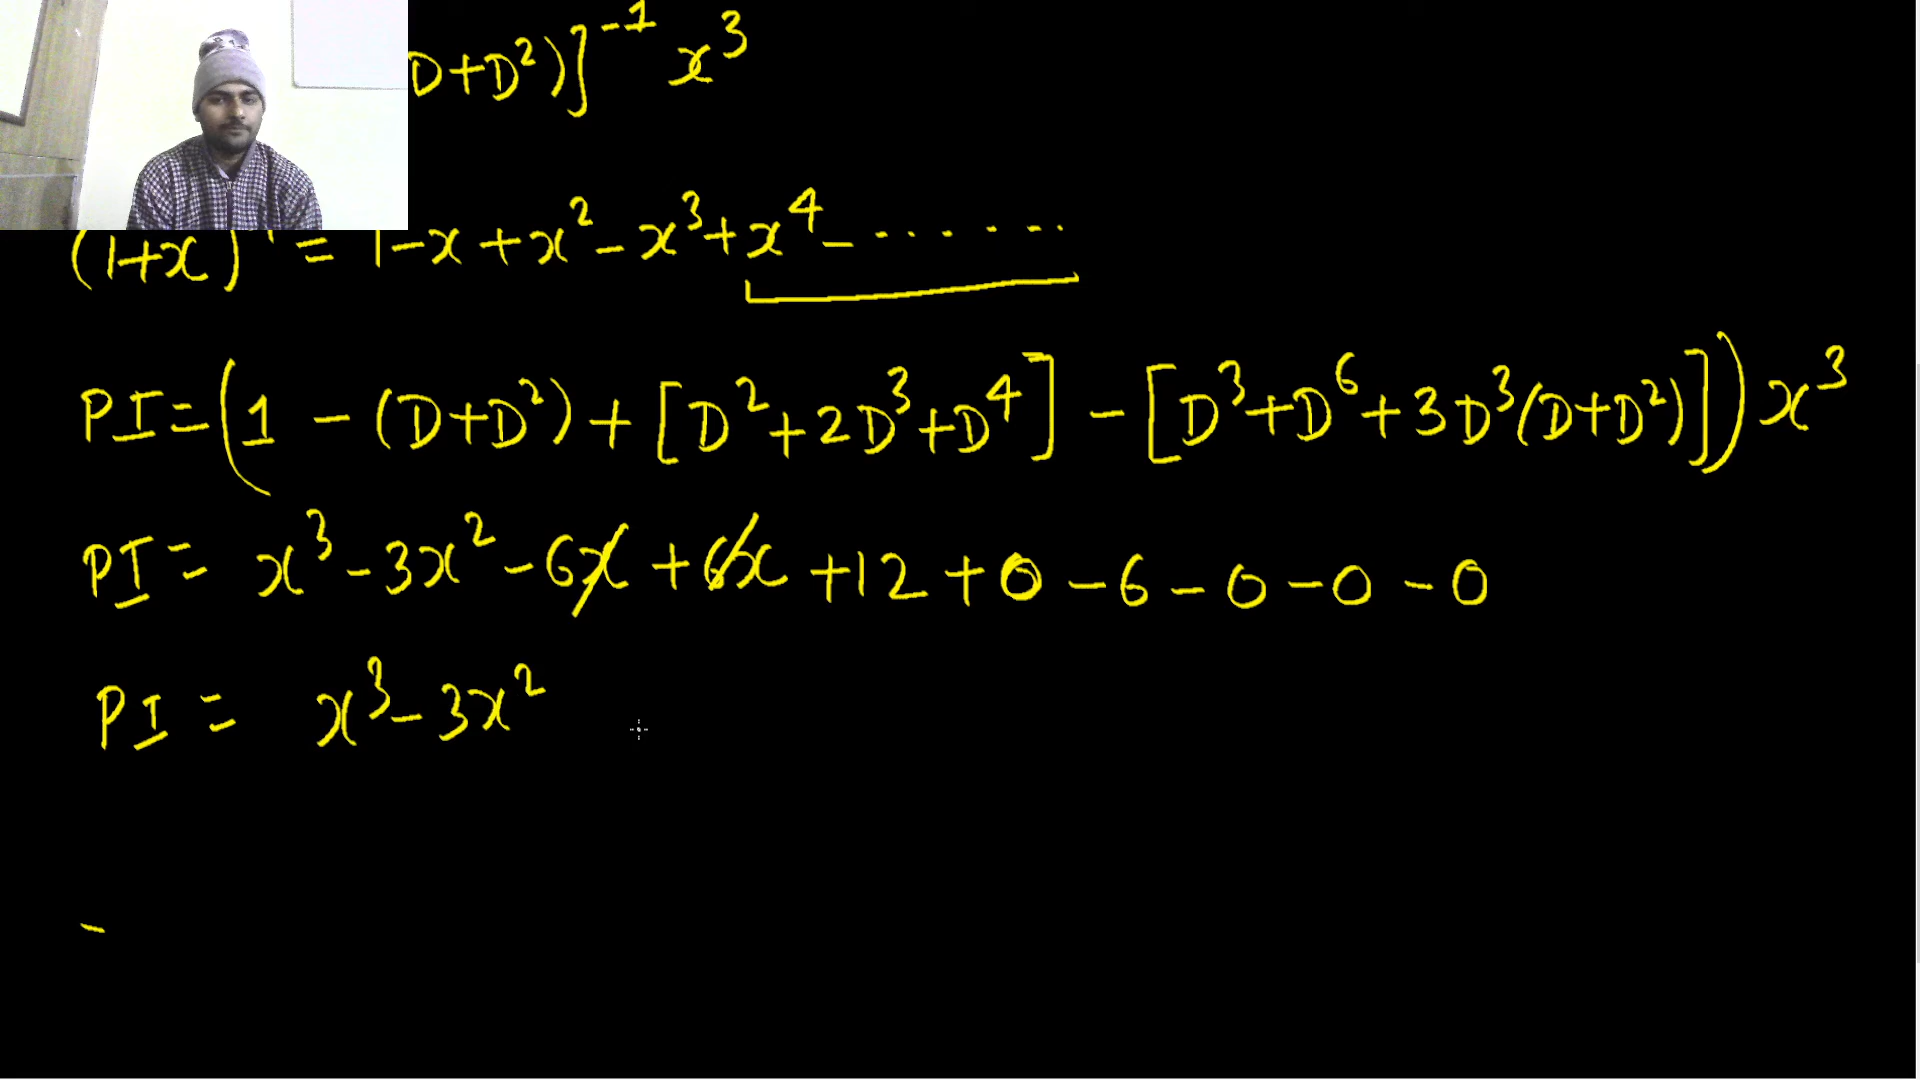 D+D²)]⁻¹ x³
(1+x) = 1-x+x²-x³+x⁴-.......
PI=(1-(D+D²)+[D²+2D³+D⁴]-[D³+D⁶+3D³(D+D²)])x³
PI= x³-3x²-6x+6x+12+0-6-0-0-0
PI= x³-3x²
-